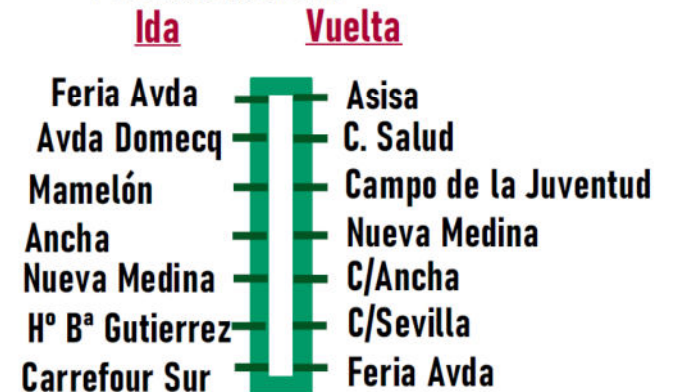 Ida Vuelta
Feria Avda Asisa
Avda Domecq C. Salud
Mamelón Campo de la Juventud
Ancha Nueva Medina
Nueva Medina C/Ancha
Hº Bª Gutierrez C/Sevilla
Carrefour Sur Feria Avda